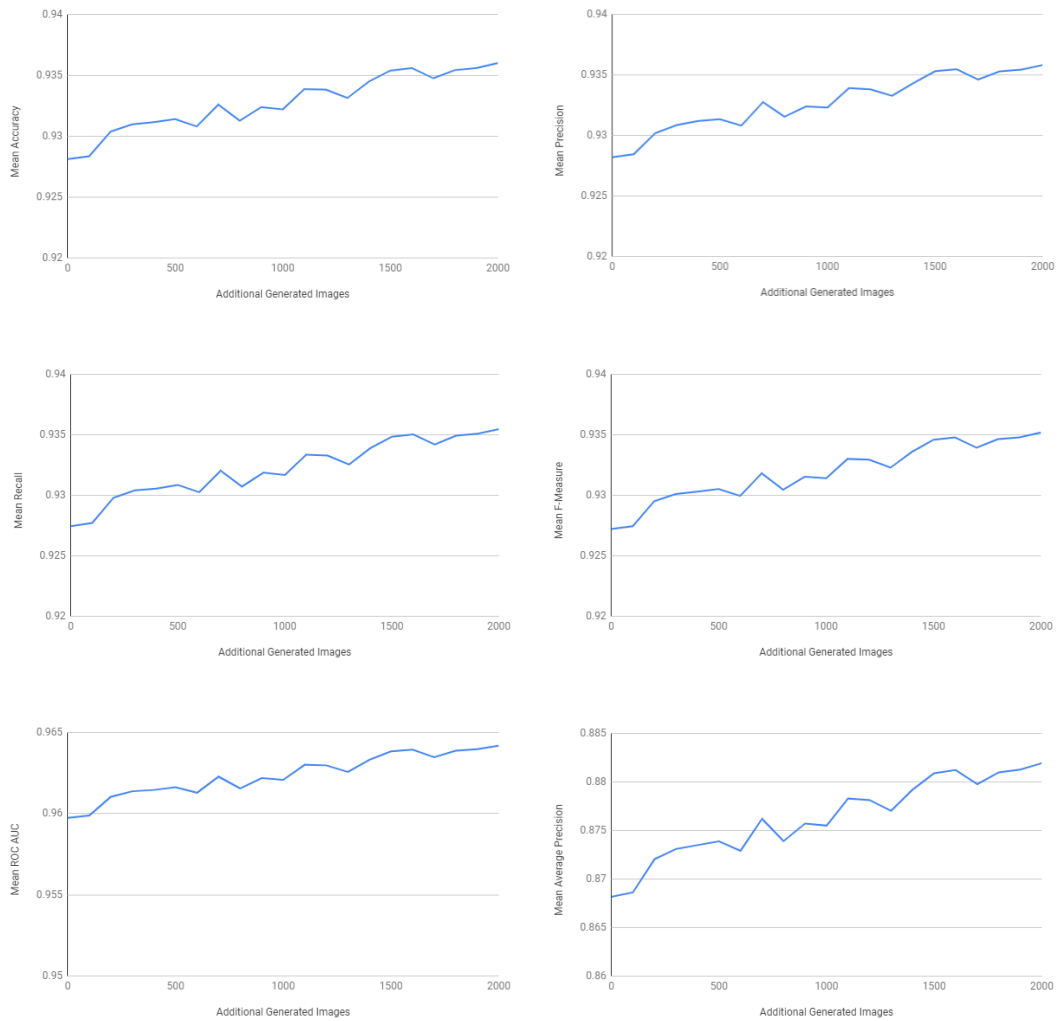 0.94
0.935
0.93
0.925
0.92
Mean Accuracy
0 500 1000 1500 2000
Additional Generated Images
0.94
0.935
0.93
0.925
0.92
Mean Precision
0 500 1000 1500 2000
Additional Generated Images
0.94
0.935
0.93
0.925
0.92
Mean Recall
0 500 1000 1500 2000
Additional Generated Images
0.94
0.935
0.93
0.925
0.92
Mean F-Measure
0 500 1000 1500 2000
Additional Generated Images
0.965
0.96
0.955
0.95
Mean ROC AUC
0 500 1000 1500 2000
Additional Generated Images
0.885
0.88
0.875
0.87
0.865
0.86
Mean Average Precision
0 500 1000 1500 2000
Additional Generated Images